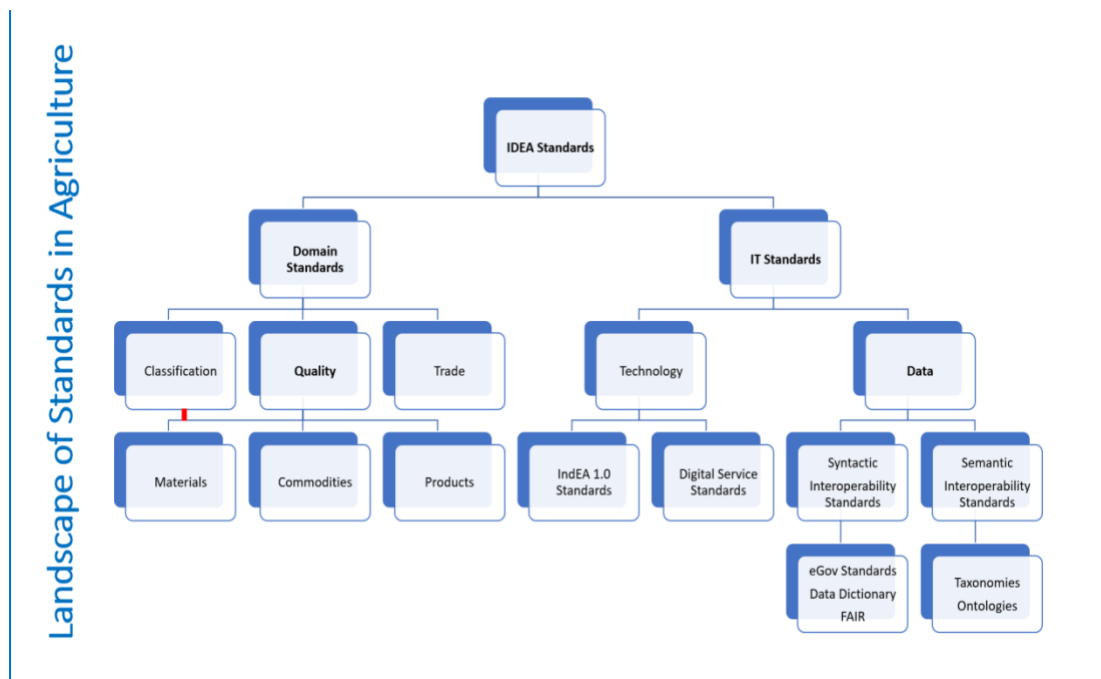 Landscape of Standards in Agriculture
IDEA Standards
Domain
Standards
IT Standards
Classification
Quality
Trade
Technology
Data
Materials
Commodities
Products
IndEA 1.0
Standards
Digital Service
Standards
Syntactic
Interoperability
Standards
Semantic
Interoperability
Standards
eGov Standards
Data Dictionary
FAIR
Taxonomies
Ontologies